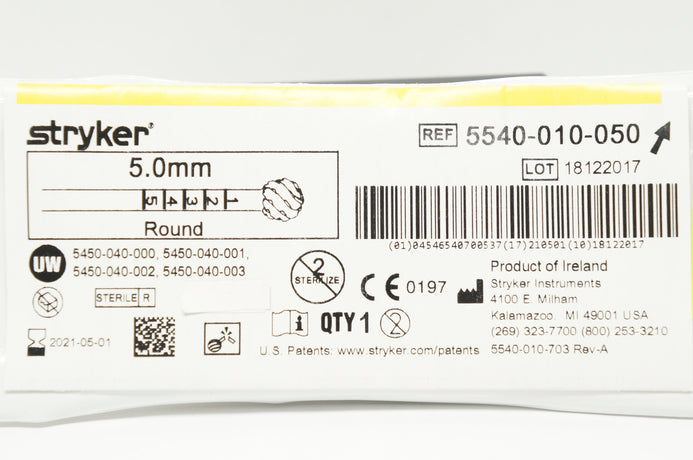 stryker®
REF 5540-010-050
LOT 18122017
5.0mm
5 4 3 2 1
Round
(01)04546540700537(17)210501(10)18122017
UW
5450-040-000, 5450-040-001,
5450-040-002, 5450-040-003
2
STERILIZE
CE 0197
Product of Ireland
Stryker Instruments
4100 E. Milham
Kalamazoo, MI 49001 USA
(269) 323-7700 (800) 253-3210
5540-010-703 Rev-A
STERILE R
i
QTY 1
2
2021-05-01
U.S. Patents: www.stryker.com/patents